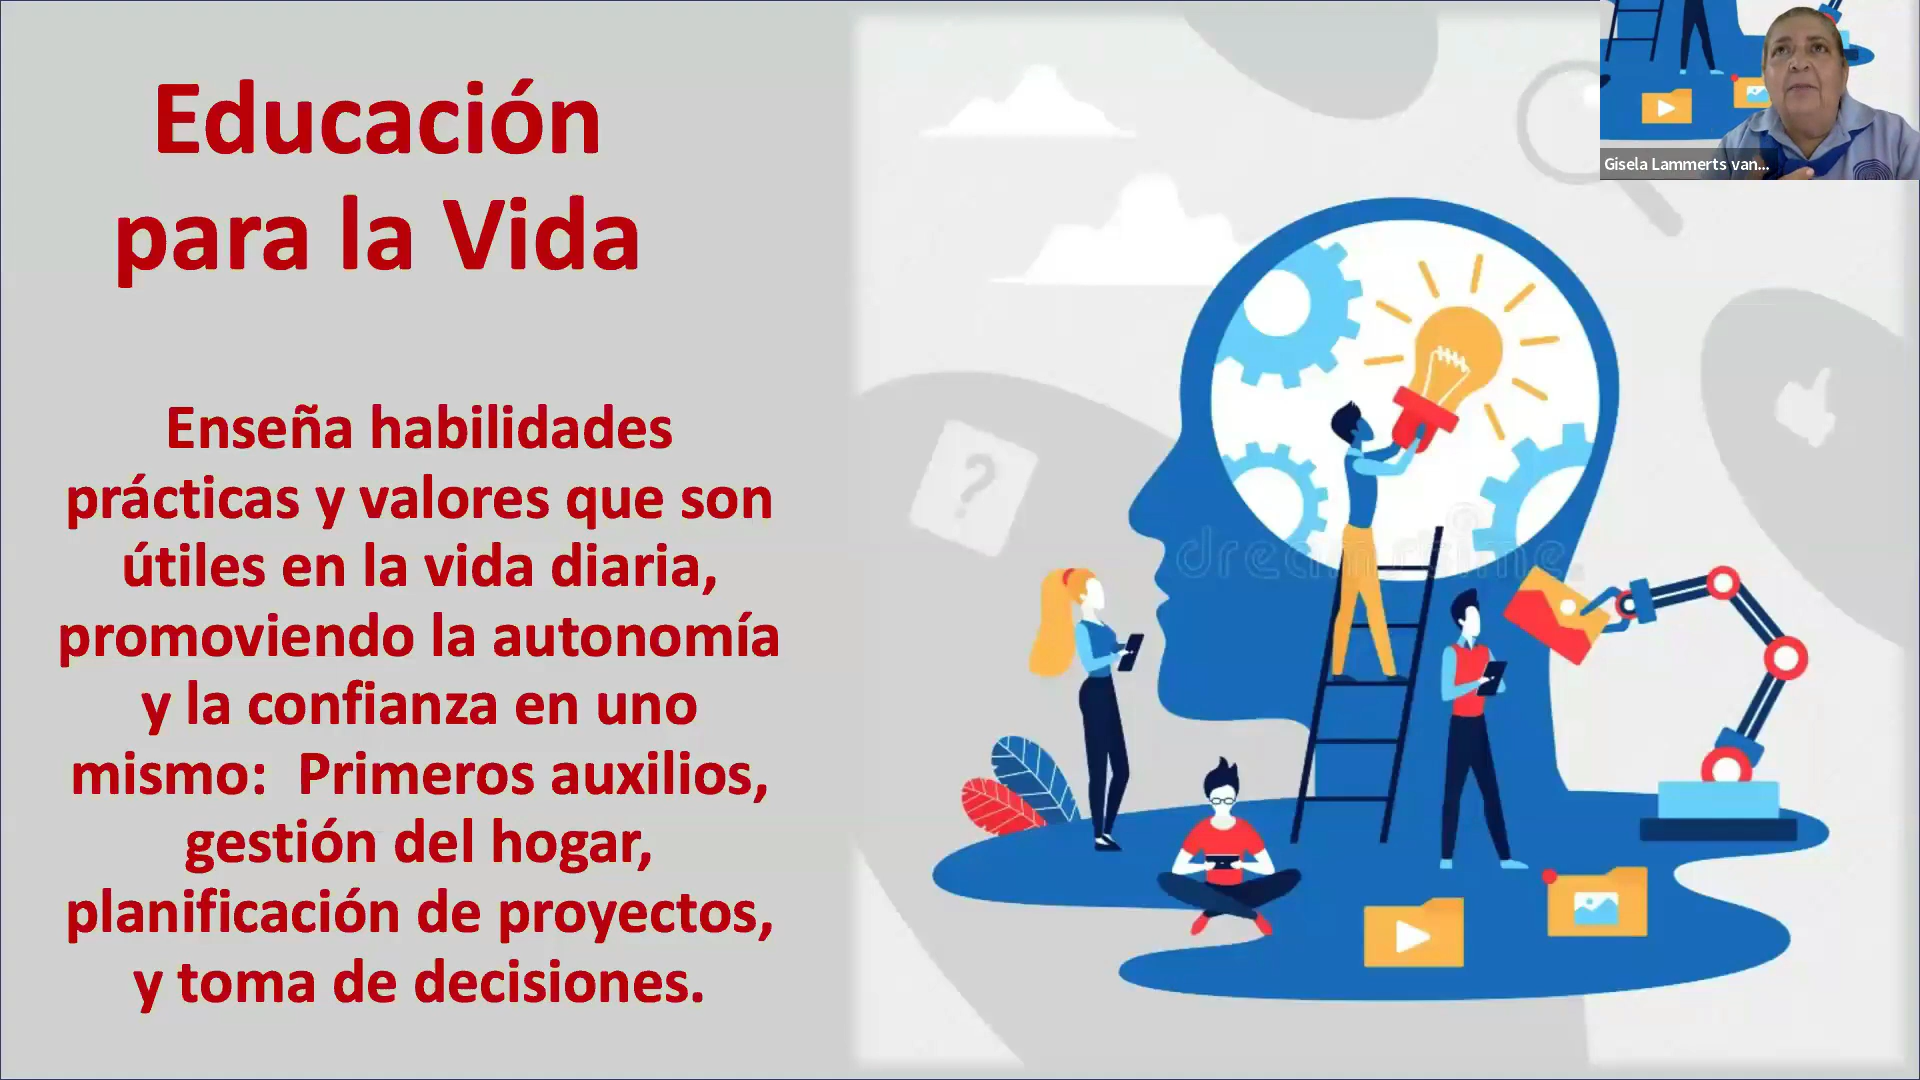 Educación
para la Vida
Enseña habilidades
prácticas y valores que son
útiles en la vida diaria,
promoviendo la autonomía
y la confianza en uno
mismo:  Primeros auxilios,
gestión del hogar,
planificación de proyectos,
y toma de decisiones.
Gisela Lammerts van...
?
dreamstime.